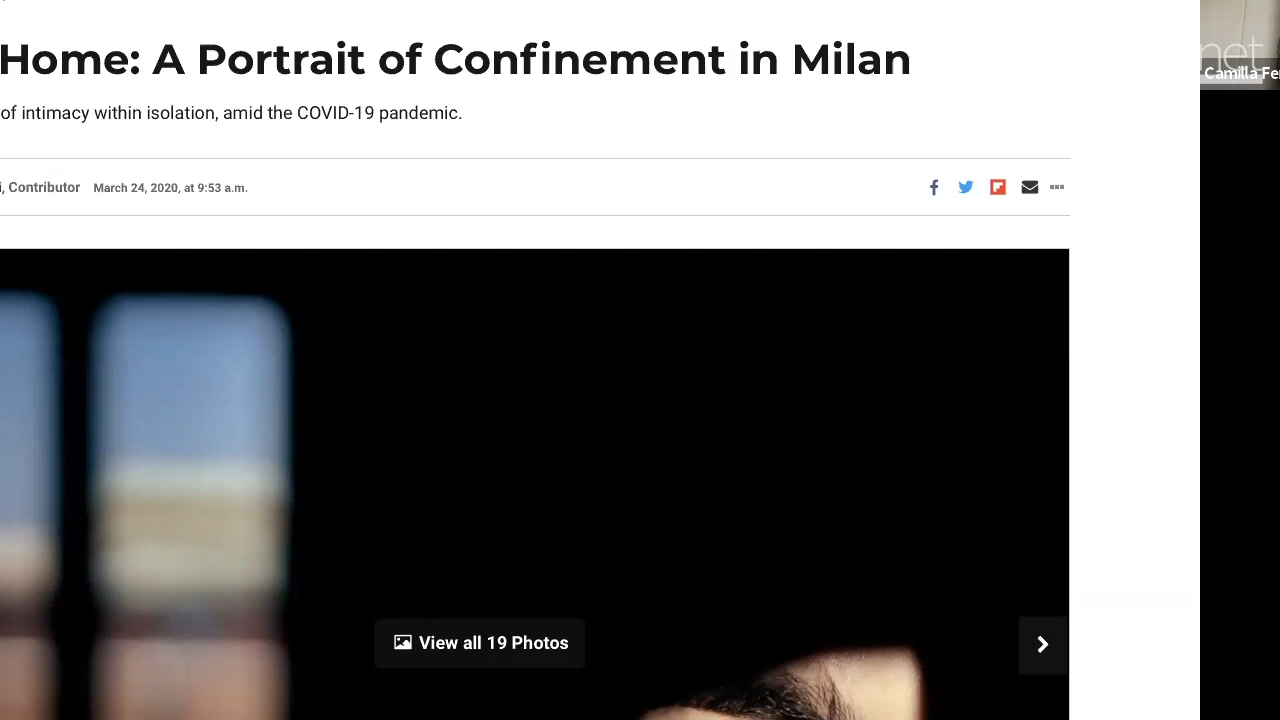 Home: A Portrait of Confinement in Milan
of intimacy within isolation, amid the COVID-19 pandemic.
, Contributor March 24, 2020, at 9:53 a.m.
View all 19 Photos
net
Camilla Fe